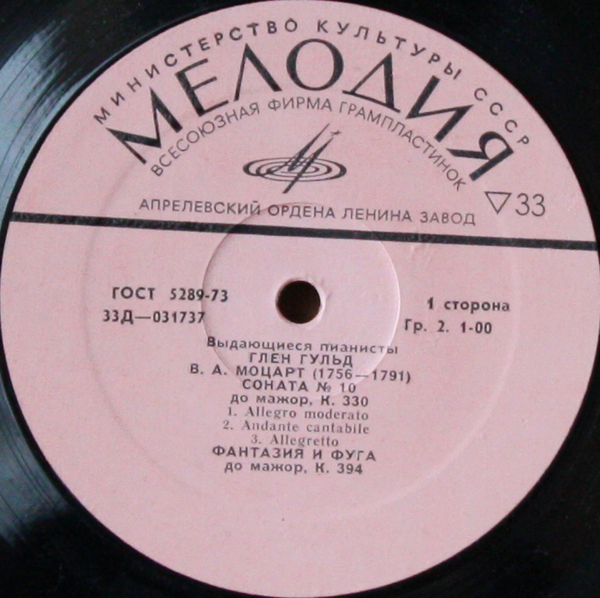 МИНИСТЕРСТВО КУЛЬТУРЫ СССР
МЕЛОДИЯ
ВСЕСОЮЗНАЯ ФИРМА ГРАМПЛАСТИНОК
33
АПРЕЛЕВСКИЙ ОРДЕНА ЛЕНИНА ЗАВОД
ГОСТ 5289-73
33Д—031737
1 сторона
Гр. 2. 1-00
Выдающиеся пианисты
ГЛЕН ГУЛЬД
В. А. МОЦАРТ (1756—1791)
СОНАТА № 10
до мажор, К. 330
1. Allegro moderato
2. Andante cantabile
3. Allegretto
ФАНТАЗИЯ И ФУГА
до мажор, К. 394